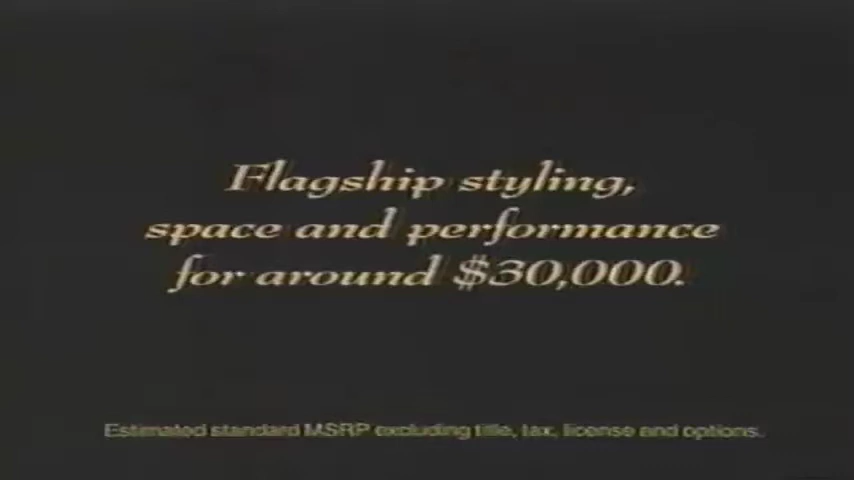 Flagship styling,
space and performance
for around $30,000.
Estimated standard MSRP excluding title, tax, license and options.